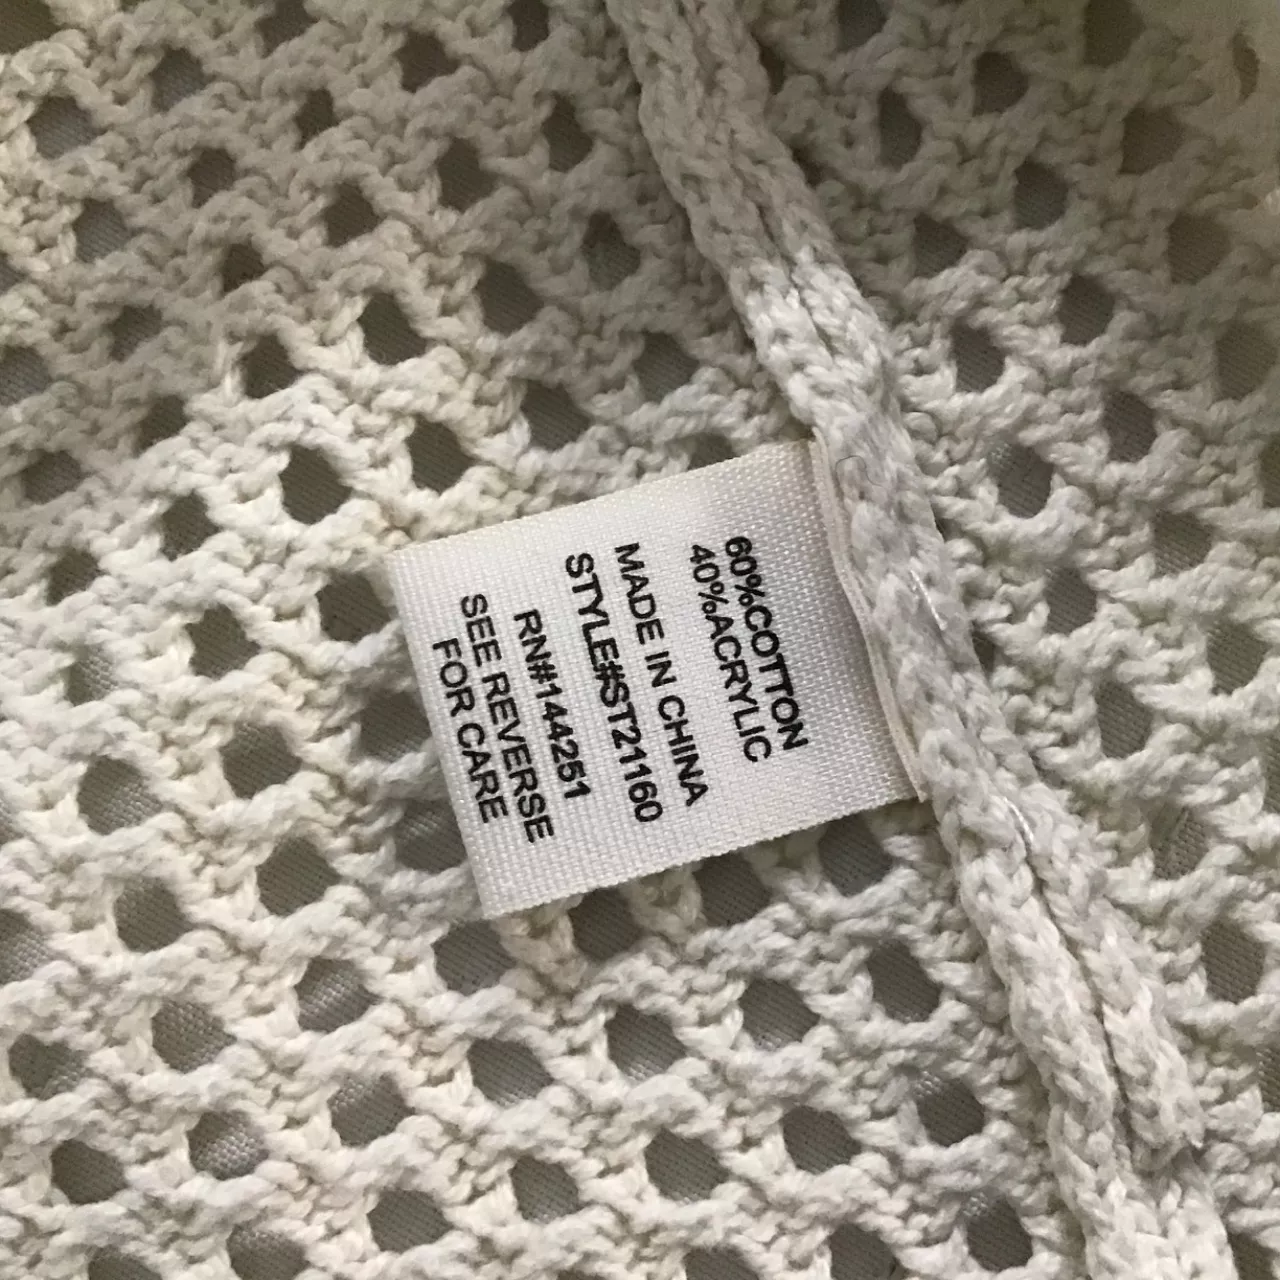 60%COTTON
40%ACRYLIC
MADE IN CHINA
STYLE#ST21160
RN#144251
SEE REVERSE
FOR CARE